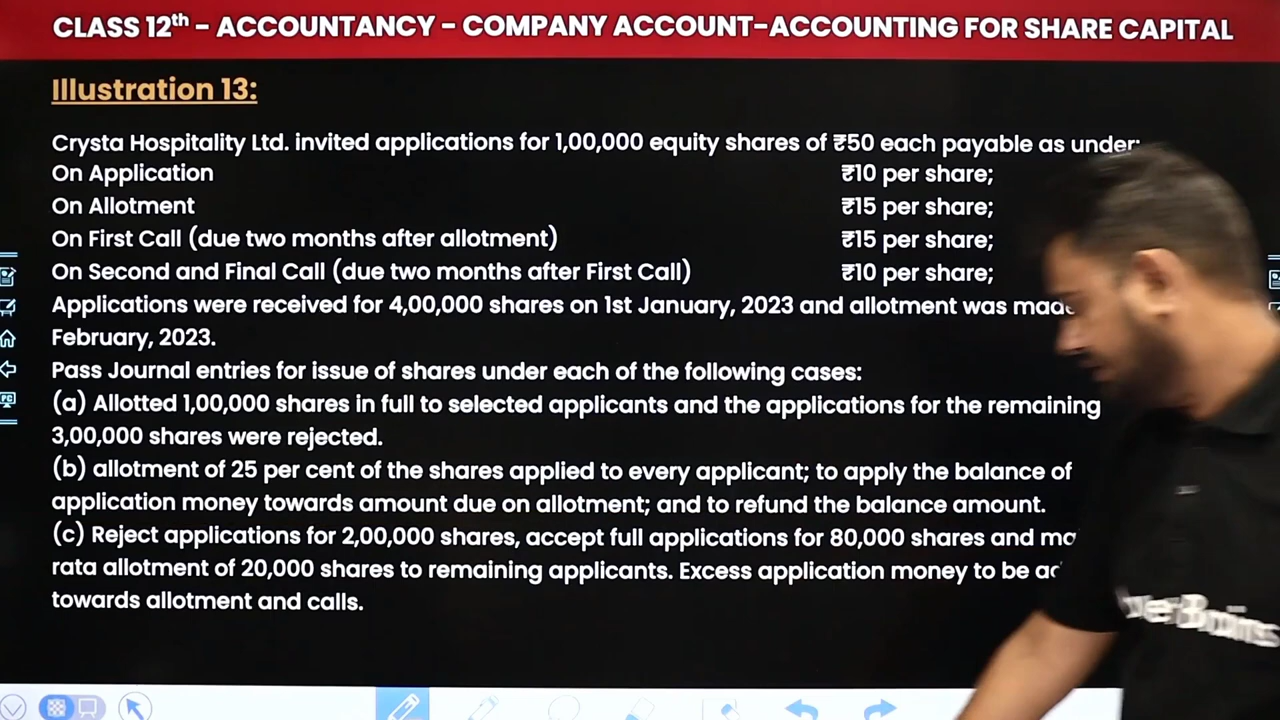 CLASS 12th - ACCOUNTANCY - COMPANY ACCOUNT-ACCOUNTING FOR SHARE CAPITAL
Illustration 13:
Crysta Hospitality Ltd. invited applications for 1,00,000 equity shares of ₹50 each payable as under:
On Application ₹10 per share;
On Allotment ₹15 per share;
On First Call (due two months after allotment) ₹15 per share;
On Second and Final Call (due two months after First Call) ₹10 per share;
Applications were received for 4,00,000 shares on 1st January, 2023 and allotment was made
February, 2023.
Pass Journal entries for issue of shares under each of the following cases:
(a) Allotted 1,00,000 shares in full to selected applicants and the applications for the remaining
3,00,000 shares were rejected.
(b) allotment of 25 per cent of the shares applied to every applicant; to apply the balance of
application money towards amount due on allotment; and to refund the balance amount.
(c) Reject applications for 2,00,000 shares, accept full applications for 80,000 shares and
rata allotment of 20,000 shares to remaining applicants. Excess application money to be
towards allotment and calls.